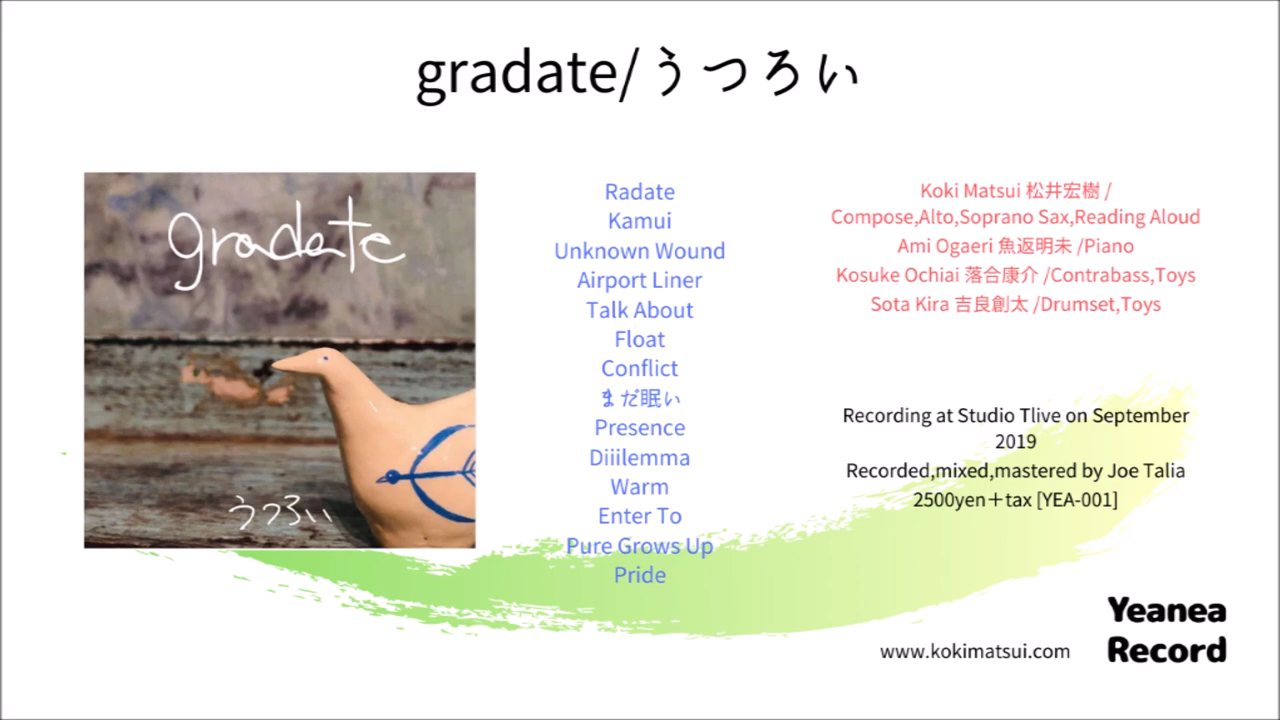 gradate/うつろい
gradate
うつろい
Radate
Kamui
Unknown Wound
Airport Liner
Talk About
Float
Conflict
まだ眠い
Presence
Diiilemma
Warm
Enter To
Pure Grows Up
Pride
Koki Matsui 松井宏樹 /
Compose,Alto,Soprano Sax,Reading Aloud
Ami Ogaeri 魚返明未 /Piano
Kosuke Ochiai 落合康介 /Contrabass,Toys
Sota Kira 吉良創太 /Drumset,Toys
Recording at Studio Tlive on September
2019
Recorded,mixed,mastered by Joe Talia
2500yen＋tax [YEA-001]
www.kokimatsui.com
Yeanea
Record